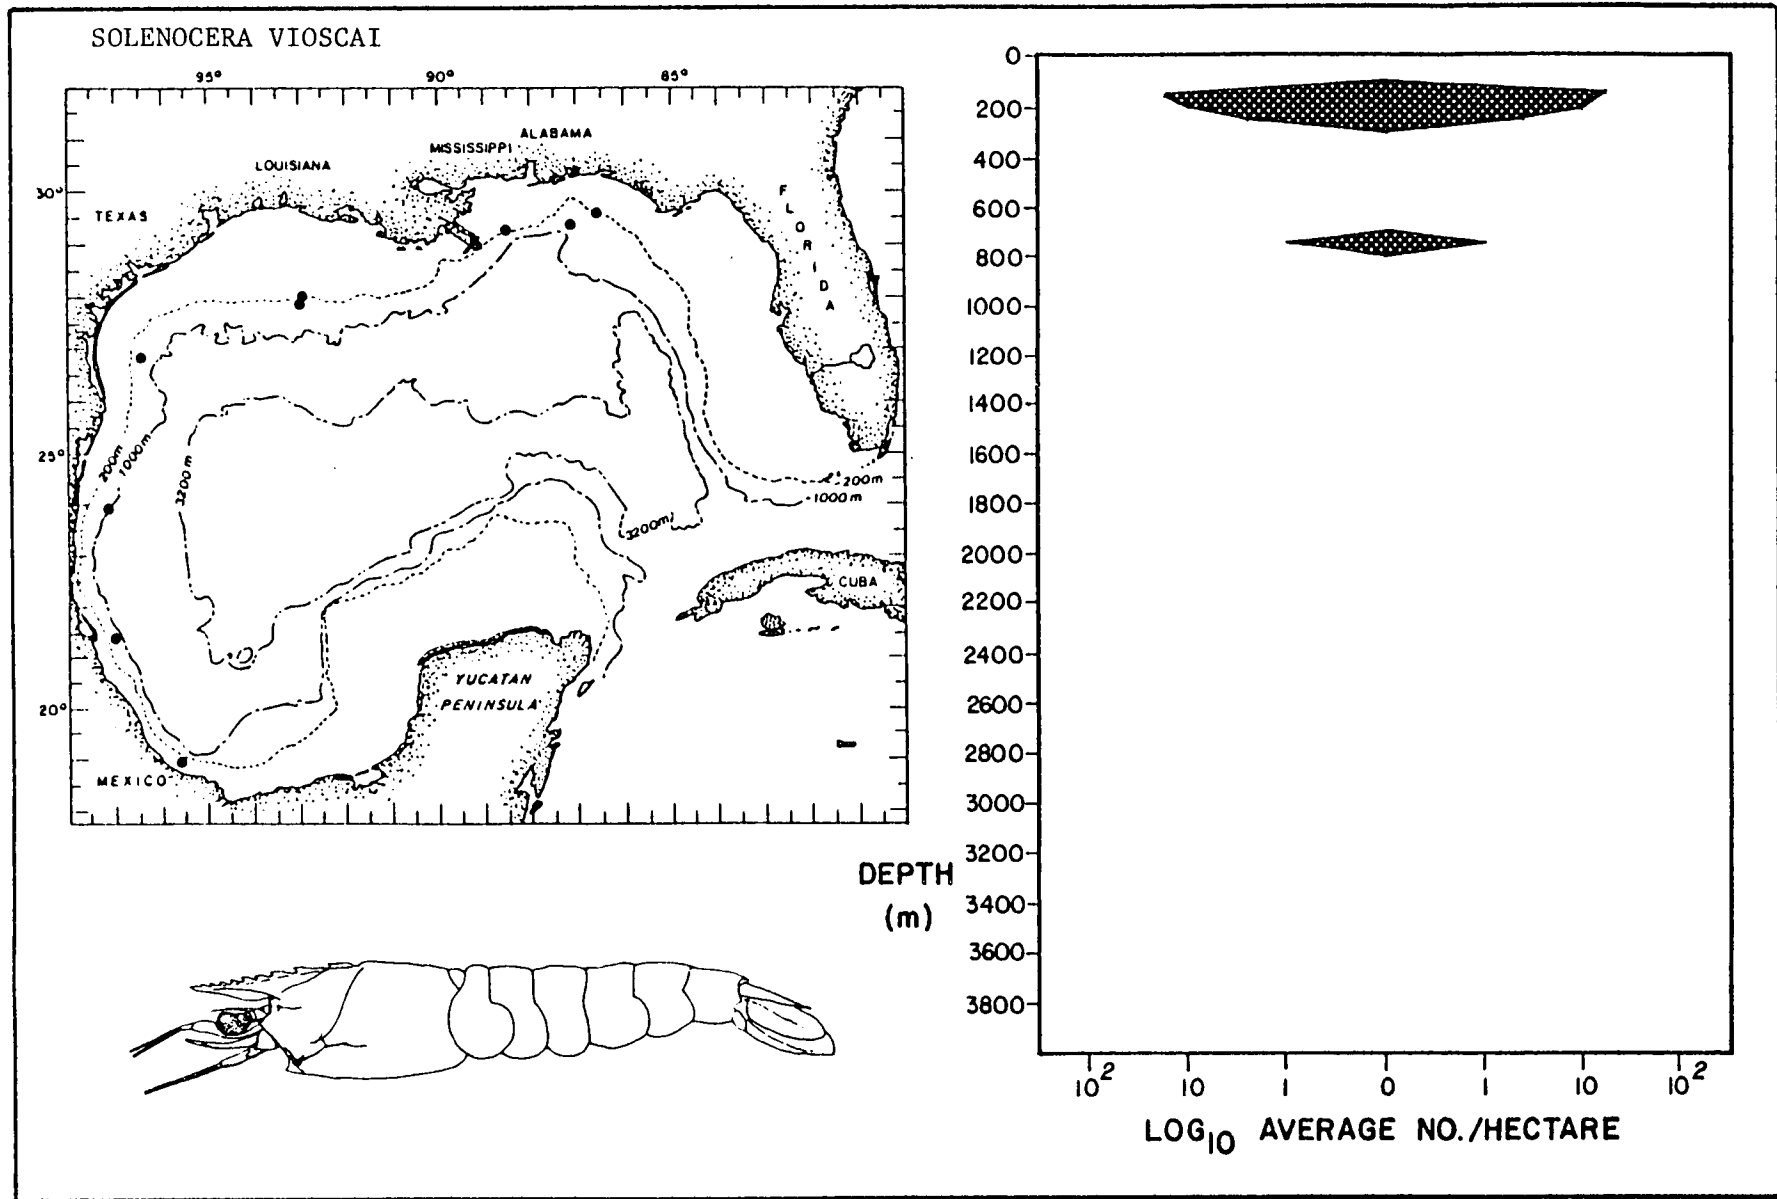 SOLENOCERA VIOSCAI
95° 90° 85°
ALABAMA
MISSISSIPPI
LOUISIANA
30°
TEXAS
FLORIDA
25°
200m
1000m
3200m
200m
1000m
3200m
CUBA
YUCATAN
PENINSULA
20°
MEXICO
DEPTH
(m)
0
200
400
600
800
1000
1200
1400
1600
1800
2000
2200
2400
2600
2800
3000
3200
3400
3600
3800
10² 10 1 0 1 10 10²
LOG₁₀ AVERAGE NO./HECTARE